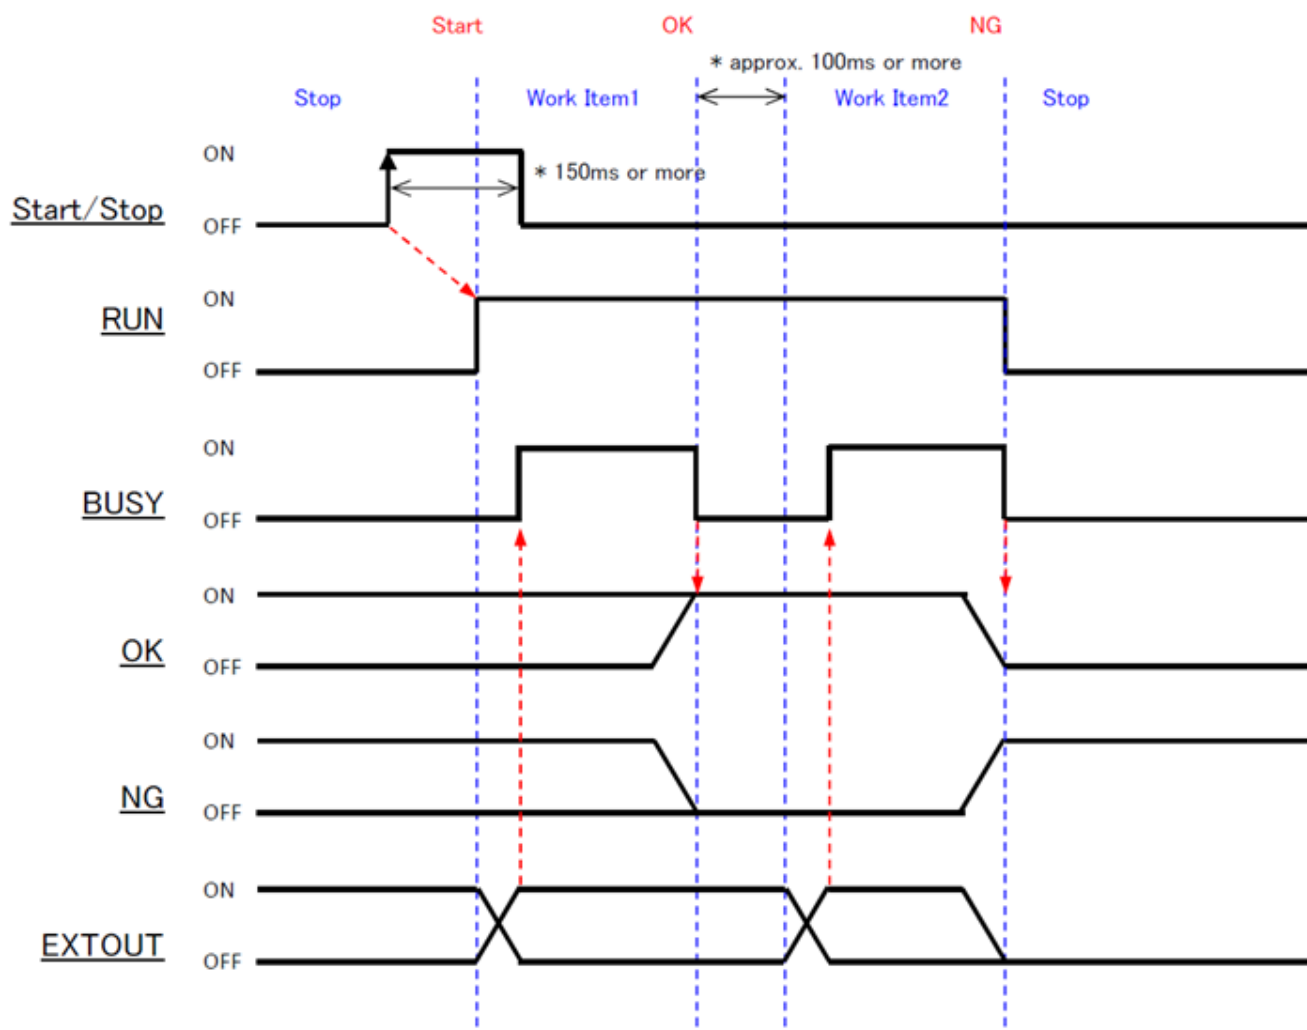 Start OK NG
* approx. 100ms or more
Stop Work Item1 Work Item2 Stop
ON
* 150ms or more
Start/Stop
OFF
ON
RUN
OFF
ON
BUSY
OFF
ON
OK
OFF
ON
NG
OFF
ON
EXTOUT
OFF